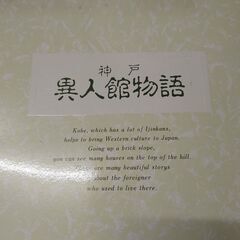 神戸
異人館物語
Kobe, which has a lot of Ijinkans,
helps to bring Western culture to Japan.
Going up a brick slope,
you can see many houses on the top of the hill.
are many beautiful storys
about the foreigner
who used to live there.